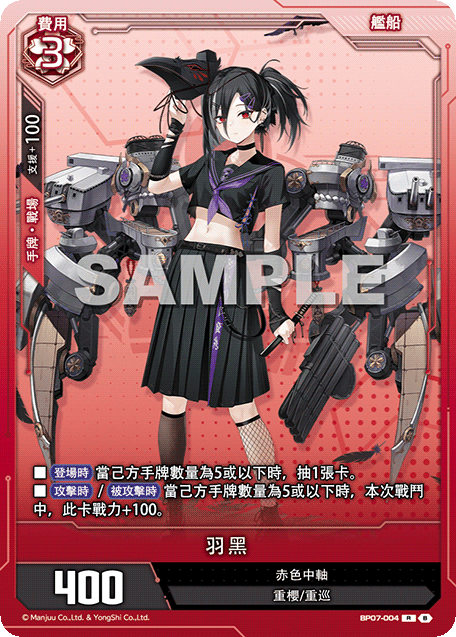 費用
3
艦船
支援+100
手牌・戰場
SAMPLE
■ 登場時 當己方手牌數量為5或以下時，抽1張卡。
■ 攻擊時 / 被攻擊時 當己方手牌數量為5或以下時，本次戰鬥
中，此卡戰力+100。
羽黑
400
赤色中軸
重櫻/重巡
© Manjuu Co.,Ltd. & YongShi Co.,Ltd.
BP07-004 R B